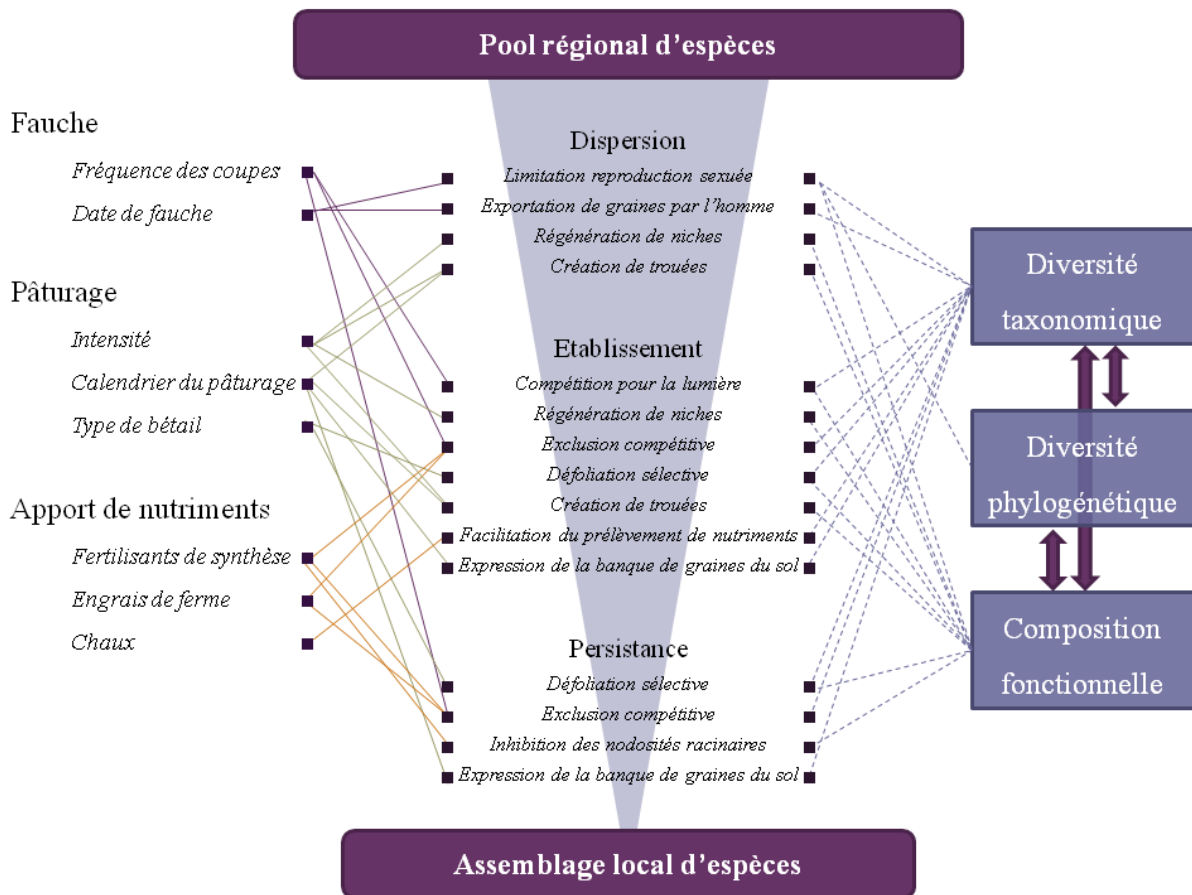 Pool régional d'espèces
Fauche
Fréquence des coupes
Date de fauche
Pâturage
Intensité
Calendrier du pâturage
Type de bétail
Apport de nutriments
Fertilisants de synthèse
Engrais de ferme
Chaux
Dispersion
Limitation reproduction sexuée
Exportation de graines par l'homme
Régénération de niches
Création de trouées
Etablissement
Compétition pour la lumière
Régénération de niches
Exclusion compétitive
Défoliation sélective
Création de trouées
Facilitation du prélèvement de nutriments
Expression de la banque de graines du sol
Persistance
Défoliation sélective
Exclusion compétitive
Inhibition des nodosités racinaires
Expression de la banque de graines du sol
Diversité
taxonomique
Diversité
phylogénétique
Composition
fonctionnelle
Assemblage local d'espèces